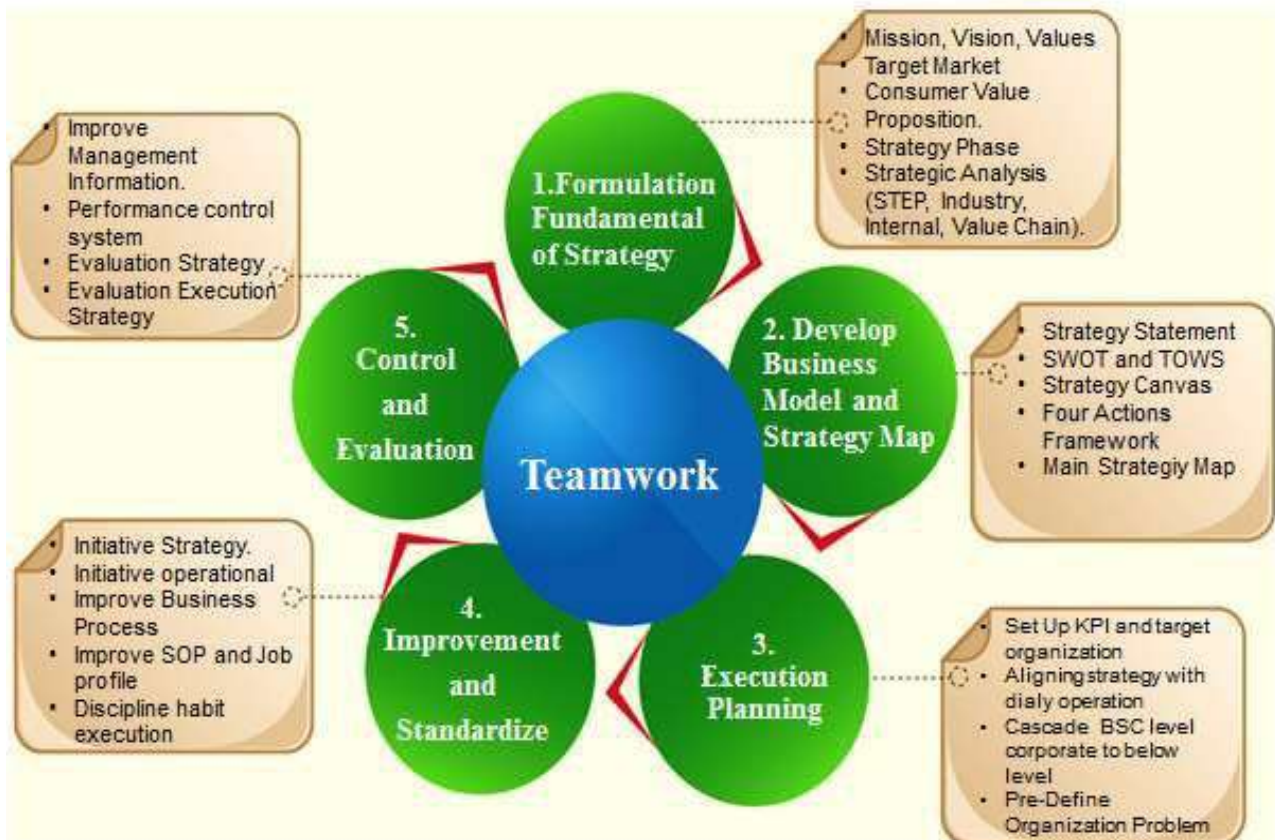 • Mission, Vision, Values
• Target Market
• Consumer Value
• Proposition.
• Strategy Phase
• Strategic Analysis
(STEP, Industry,
Internal, Value Chain).
1.Formulation
Fundamental
of Strategy
2. Develop
Business
Model and
Strategy Map
• Strategy Statement
• SWOT and TOWS
• Strategy Canvas
• Four Actions
Framework
• Main Strategiy Map
3.
Execution
Planning
• Set Up KPI and target
organization
• Aligning strategy with
dialy operation
• Cascade BSC level
corporate to below
level
• Pre-Define
Organization Problem
4.
Improvement
and
Standardize
• Initiative Strategy.
• Initiative operational
• Improve Business
Process
• Improve SOP and Job
profile
• Discipline habit
execution
5.
Control
and
Evaluation
• Improve
Management
Information.
• Performance control
system
• Evaluation Strategy
• Evaluation Execution
Strategy
Teamwork